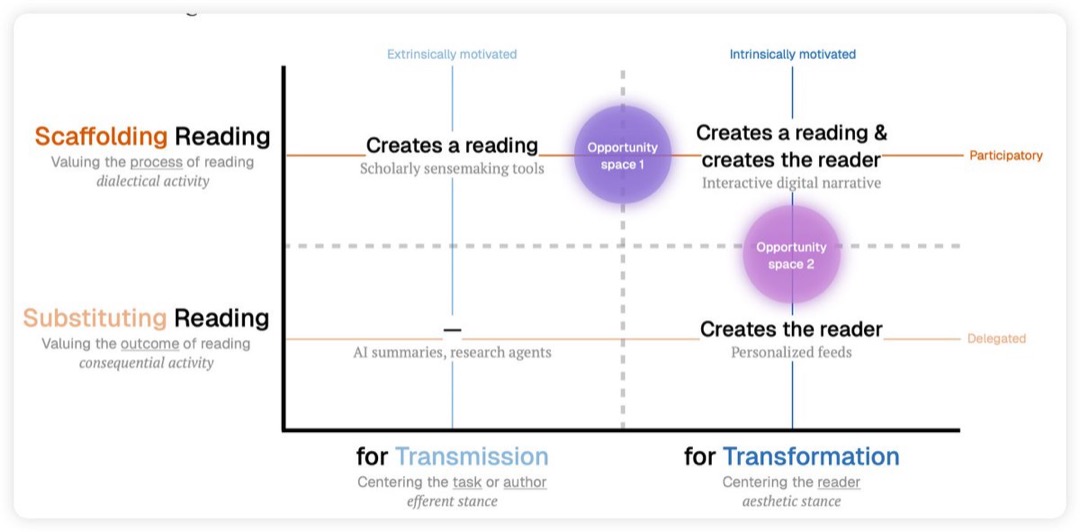 Extrinsically motivated
Intrinsically motivated
Scaffolding Reading
Valuing the process of reading
dialectical activity
Creates a reading
Scholarly sensemaking tools
Opportunity
space 1
Creates a reading &
creates the reader
Interactive digital narrative
Participatory
Opportunity
space 2
Substituting Reading
Valuing the outcome of reading
consequential activity
—
AI summaries, research agents
Creates the reader
Personalized feeds
Delegated
for Transmission
Centering the task or author
efferent stance
for Transformation
Centering the reader
aesthetic stance